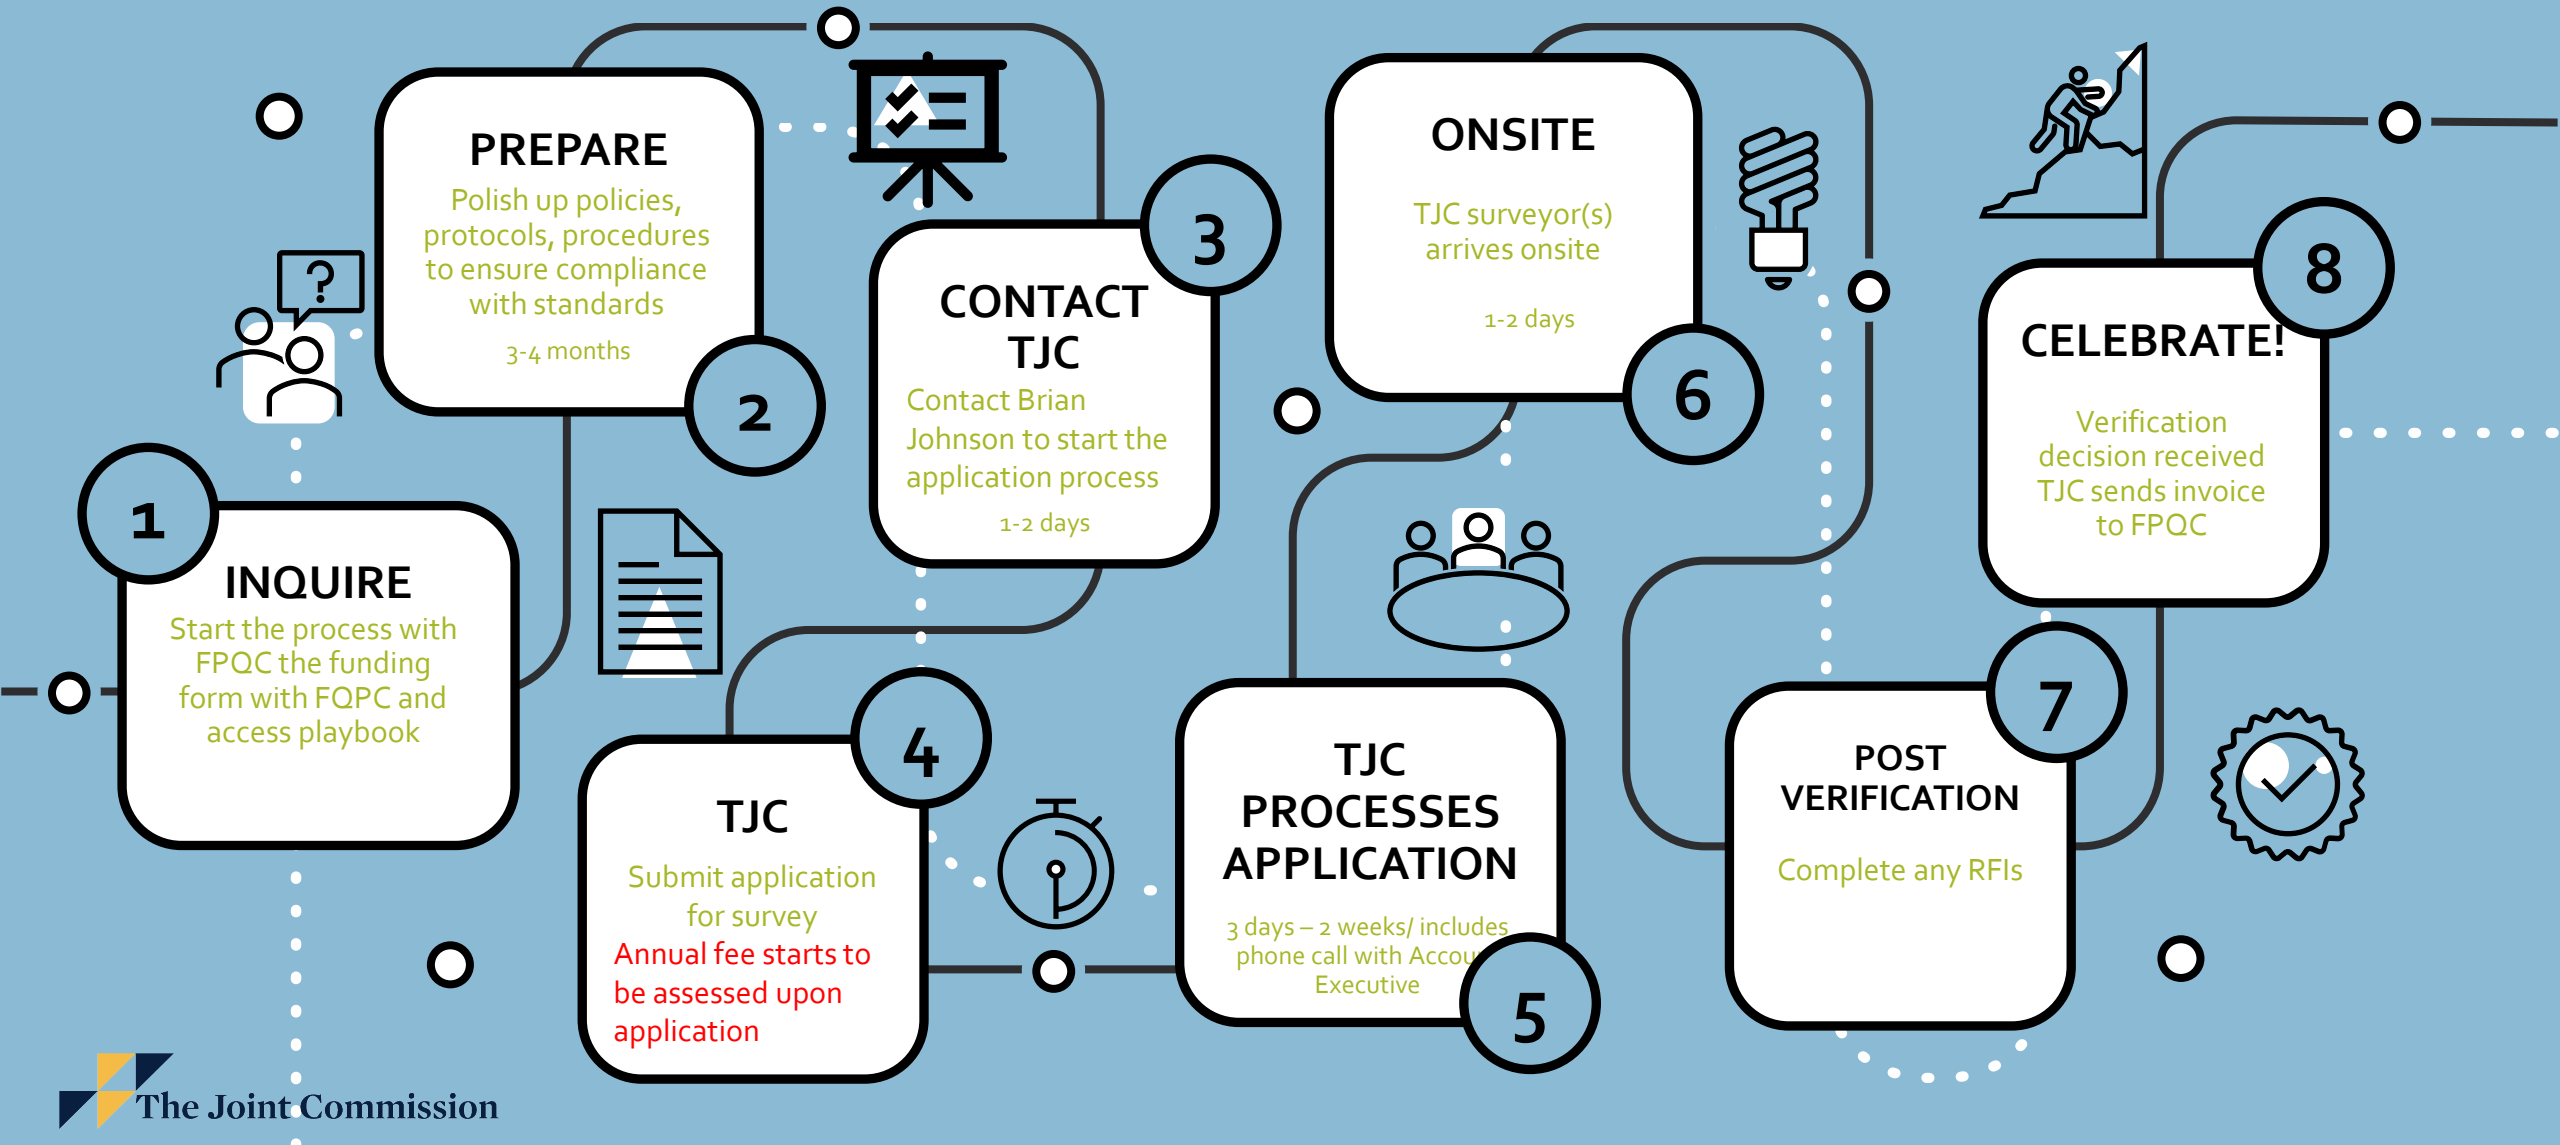 1
INQUIRE
Start the process with
FPQC the funding
form with FQPC and
access playbook
PREPARE
Polish up policies,
protocols, procedures
to ensure compliance
with standards
3-4 months
2
?
3
CONTACT
TJC
Contact Brian
Johnson to start the
application process
1-2 days
4
TJC
Submit application
for survey
Annual fee starts to
be assessed upon
application
TJC
PROCESSES
APPLICATION
3 days – 2 weeks/ includes
phone call with
Executive
5
ONSITE
TJC surveyor(s)
arrives onsite
1-2 days
6
7
POST
VERIFICATION
Complete any RFIs
8
CELEBRATE!
Verification
decision received
TJC sends invoice
to FPQC
The Joint Commission